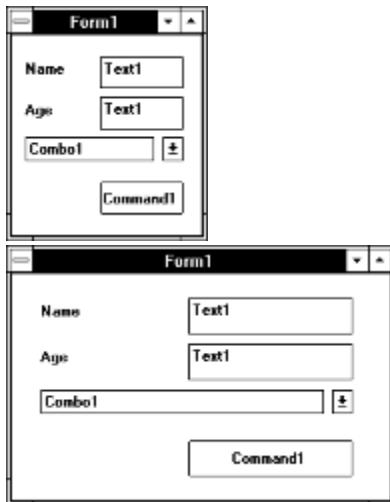 Form1
Name Text1
Age Text1
Combo1
Command1
Form1
Name Text1
Age Text1
Combo1
Command1